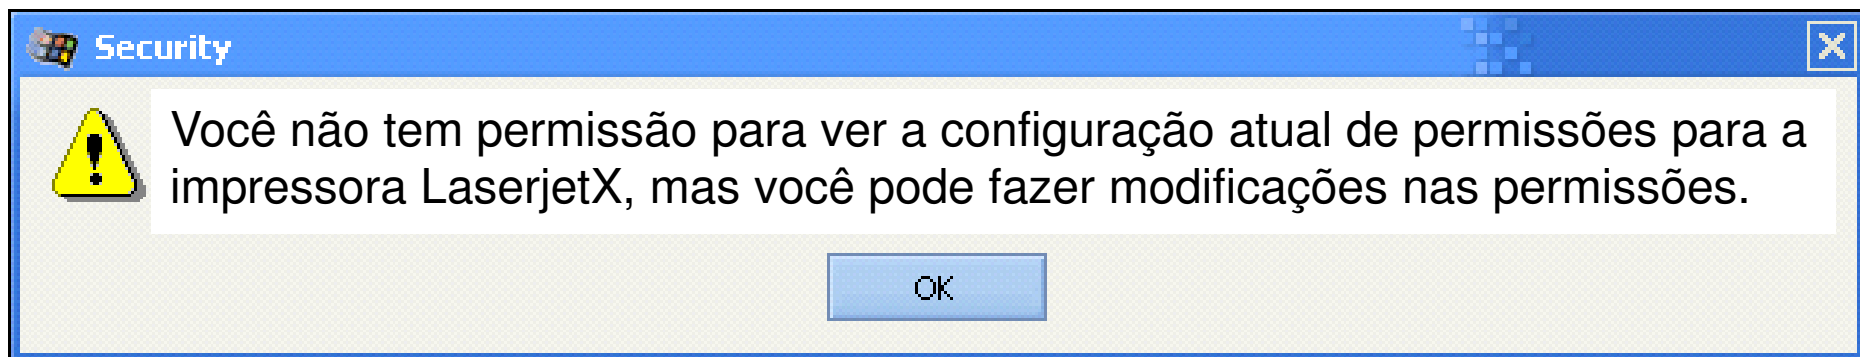 Security
Você não tem permissão para ver a configuração atual de permissões para a
impressora LaserjetX, mas você pode fazer modificações nas permissões.
OK